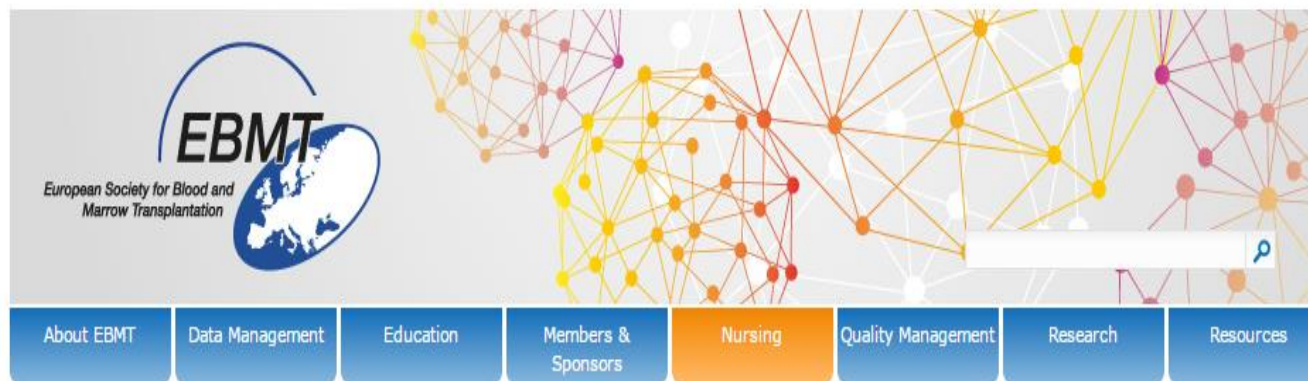 EBMT
European Society for Blood and
Marrow Transplantation
About EBMT
Data Management
Education
Members &
Sponsors
Nursing
Quality Management
Research
Resources